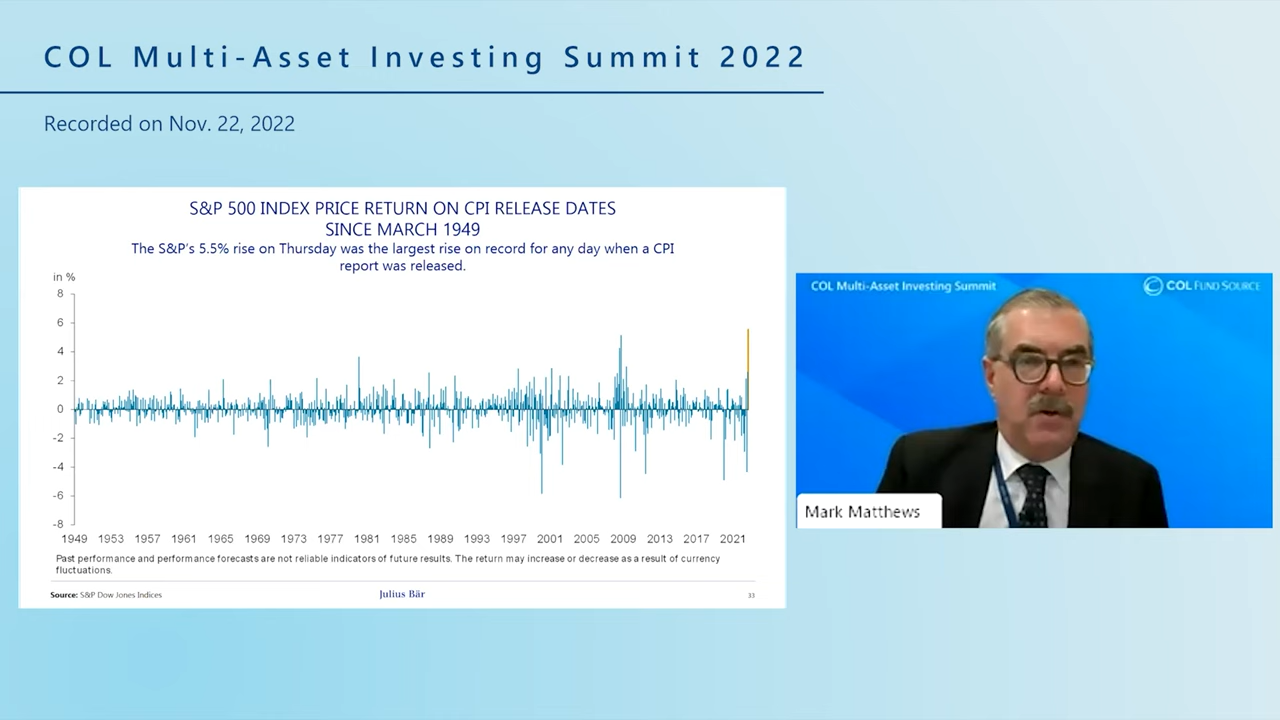 COL Multi-Asset Investing Summit 2022
Recorded on Nov. 22, 2022
S&P 500 INDEX PRICE RETURN ON CPI RELEASE DATES
SINCE MARCH 1949
The S&P's 5.5% rise on Thursday was the largest rise on record for any day when a CPI
report was released.
in %
8
6
4
2
0
-2
-4
-6
-8
1949 1953 1957 1961 1965 1969 1973 1977 1981 1985 1989 1993 1997 2001 2005 2009 2013 2017 2021
Past performance and performance forecasts are not reliable indicators of future results. The return may increase or decrease as a result of currency
fluctuations.
Source: S&P Dow Jones Indices
Julius Bär
33
COL Multi-Asset Investing Summit
COL FUND SOURCE
Mark Matthews